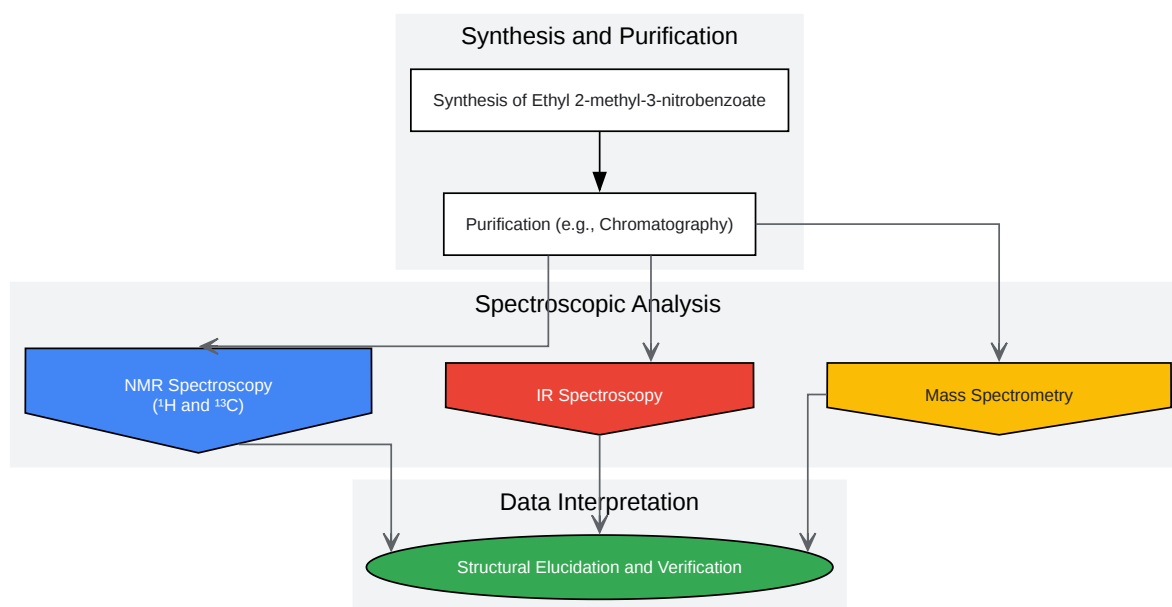 Synthesis and Purification
Synthesis of Ethyl 2-methyl-3-nitrobenzoate
Purification (e.g., Chromatography)
Spectroscopic Analysis
NMR Spectroscopy
(¹H and ¹³C)
IR Spectroscopy
Mass Spectrometry
Data Interpretation
Structural Elucidation and Verification